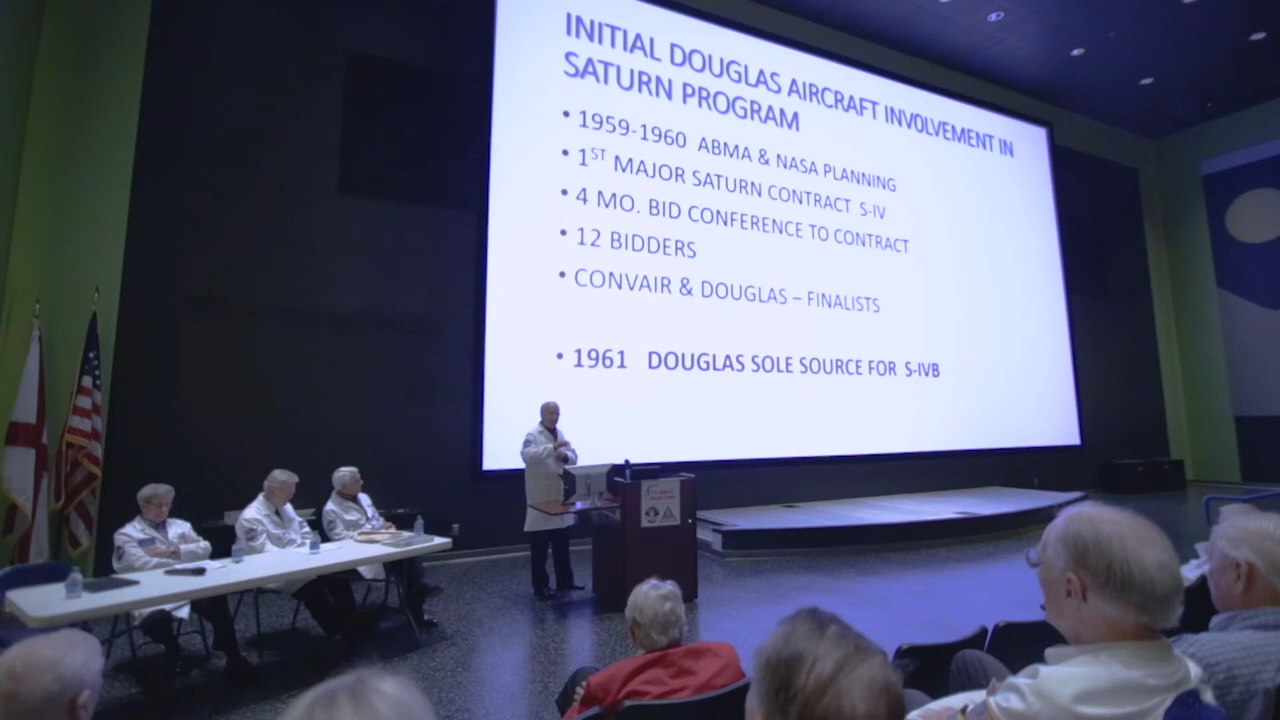 INITIAL DOUGLAS AIRCRAFT INVOLVEMENT IN
SATURN PROGRAM
• 1959-1960 ABMA & NASA PLANNING
• 1ST MAJOR SATURN CONTRACT S-IV
• 4 MO. BID CONFERENCE TO CONTRACT
• 12 BIDDERS
• CONVAIR & DOUGLAS – FINALISTS
• 1961 DOUGLAS SOLE SOURCE FOR S-IVB